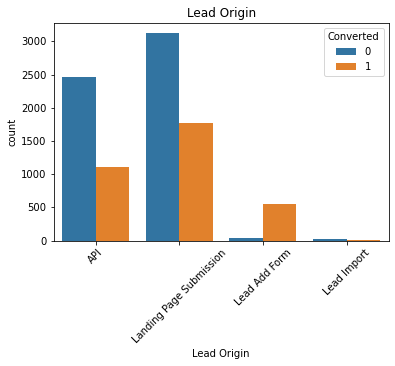 Lead Origin
Converted
0
1
3000
2500
2000
1500
1000
500
0
count
API
Landing Page Submission
Lead Add Form
Lead Import
Lead Origin